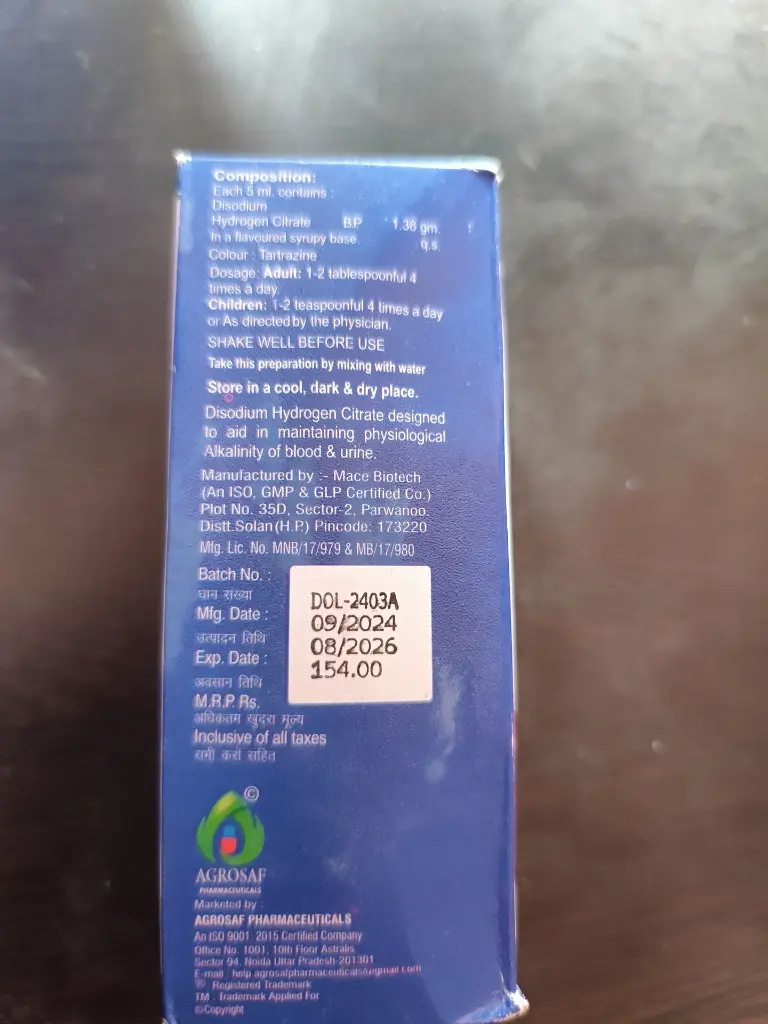 Composition:
Each 5 ml. contains :
Disodium
Hydrogen Citrate B.P 1.38 gm.
In a flavoured syrupy base. q.s.
Colour : Tartrazine
Dosage: Adult: 1-2 tablespoonful 4
times a day.
Children: 1-2 teaspoonful 4 times a day
or As directed by the physician.
SHAKE WELL BEFORE USE
Take this preparation by mixing with water
Store in a cool, dark & dry place.
Disodium Hydrogen Citrate designed
to aid in maintaining physiological
Alkalinity of blood & urine.
Manufactured by :- Mace Biotech
(An ISO, GMP & GLP Certified Co.)
Plot No. 35D, Sector-2, Parwanoo.
Distt.Solan (H.P.) Pincode: 173220
Mfg. Lic. No. MNB/17/979 & MB/17/980
Batch No. :
DOL-2403A
घान संख्या
Mfg. Date :
09/2024
उत्पादन तिथि
08/2026
Exp. Date :
154.00
अवसान तिथि
M.R.P. Rs.
अधिकतम खुदरा मूल्य
Inclusive of all taxes
सभी करों सहित
©
AGROSAF
PHARMACEUTICALS
Marketed by :
AGROSAF PHARMACEUTICALS
An ISO 9001: 2015 Certified Company
Office No. 1001, 10th Floor Astralis
Sector 94, Noida Uttar Pradesh-201301
E-mail : help.agrosafpharmaceuticals@gmail.com
® : Registered Trademark
TM : Trademark Applied For
©Copyright